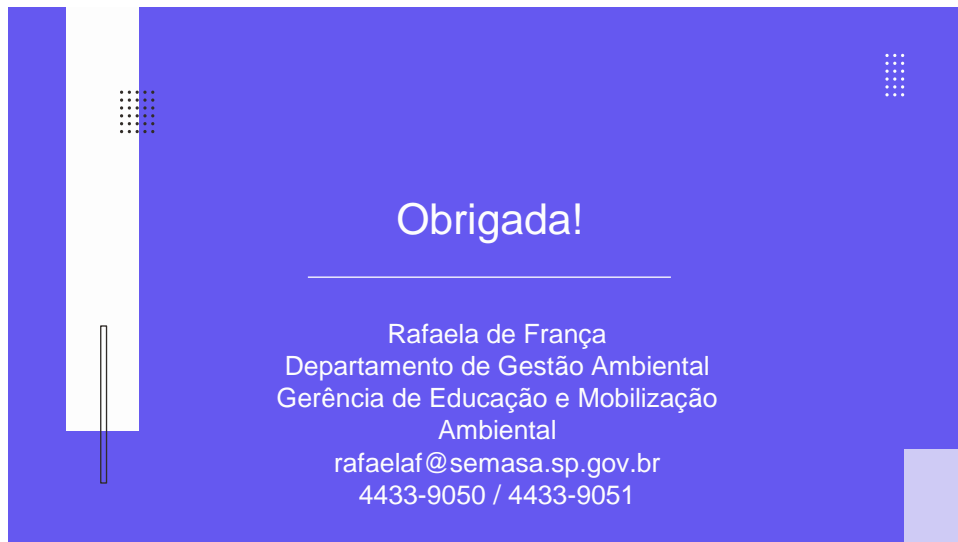 Obrigada!
Rafaela de França
Departamento de Gestão Ambiental
Gerência de Educação e Mobilização
Ambiental
rafaelaf@semasa.sp.gov.br
4433-9050 / 4433-9051